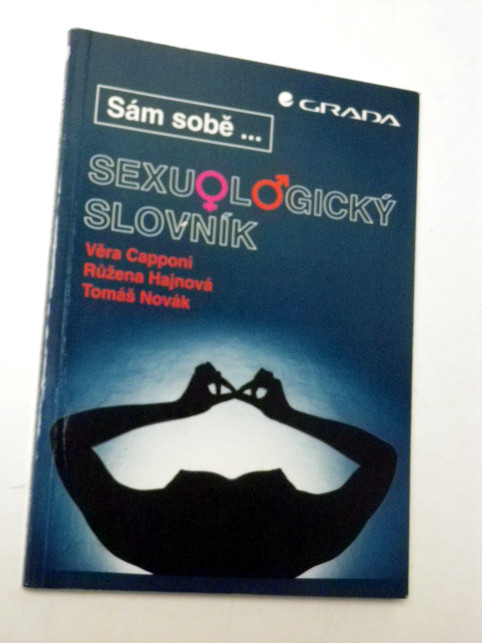 GRADA
Sám sobě ...
SEXUOLOGICKÝ
SLOVNÍK
Věra Capponi
Růžena Hajnová
Tomáš Novák